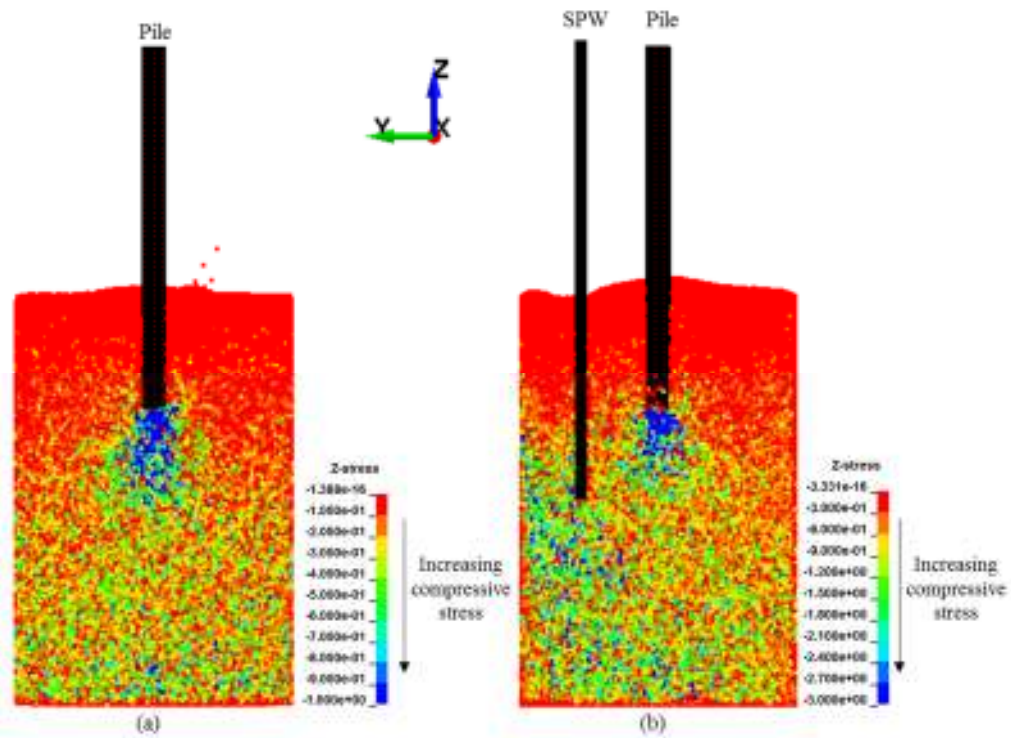 Pile
SPW Pile
Z
Y X
Z-stress
-1.000e-01
-2.000e-01
-3.000e-01
-4.000e-01
-5.000e-01
-6.000e-01
-7.000e-01
-8.000e-01
-9.000e-01
-1.000e+00
Increasing
compressive
stress
Z-stress
-3.331e-16
-3.000e-01
-6.000e-01
-9.000e-01
-1.200e+00
-1.500e+00
-1.800e+00
-2.100e+00
-2.400e+00
-2.700e+00
-3.000e+00
Increasing
compressive
stress
(a)
(b)